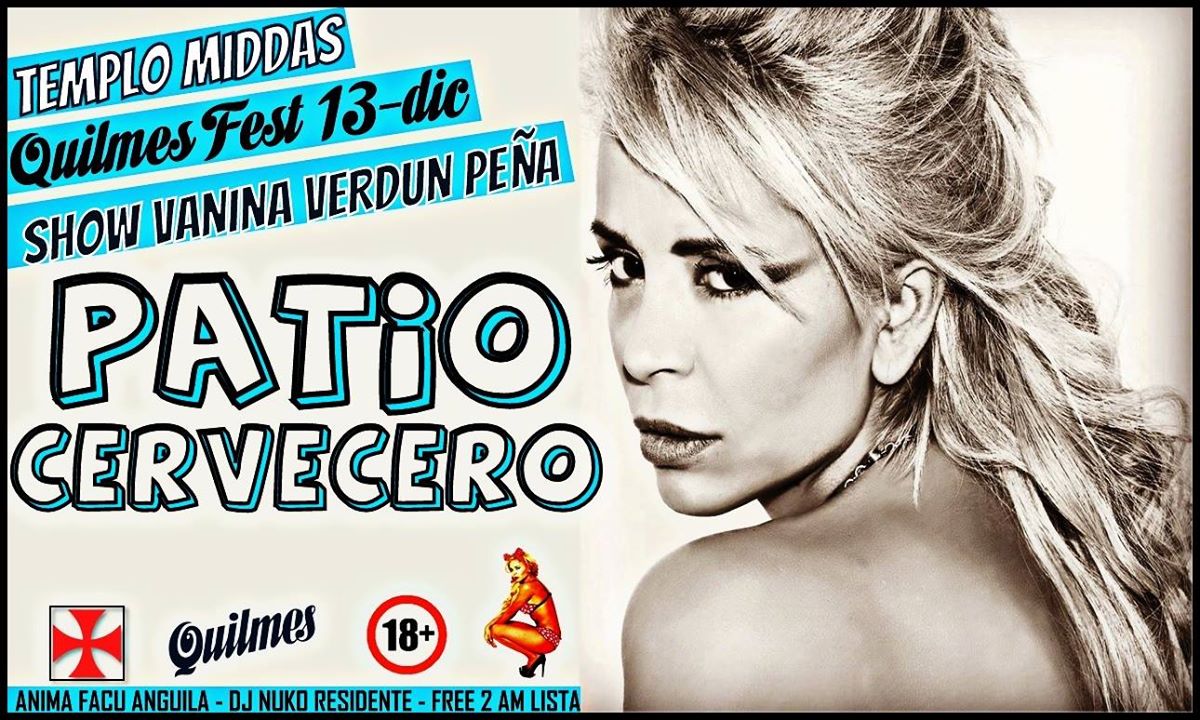 TEMPLO MIDDAS
Quilmes Fest 13-dic
SHOW VANINA VERDUN PEÑA
PATiO
CERVECERO
Quilmes
18+
ANIMA FACU ANGUILA - DJ NUKO RESIDENTE - FREE 2 AM LISTA